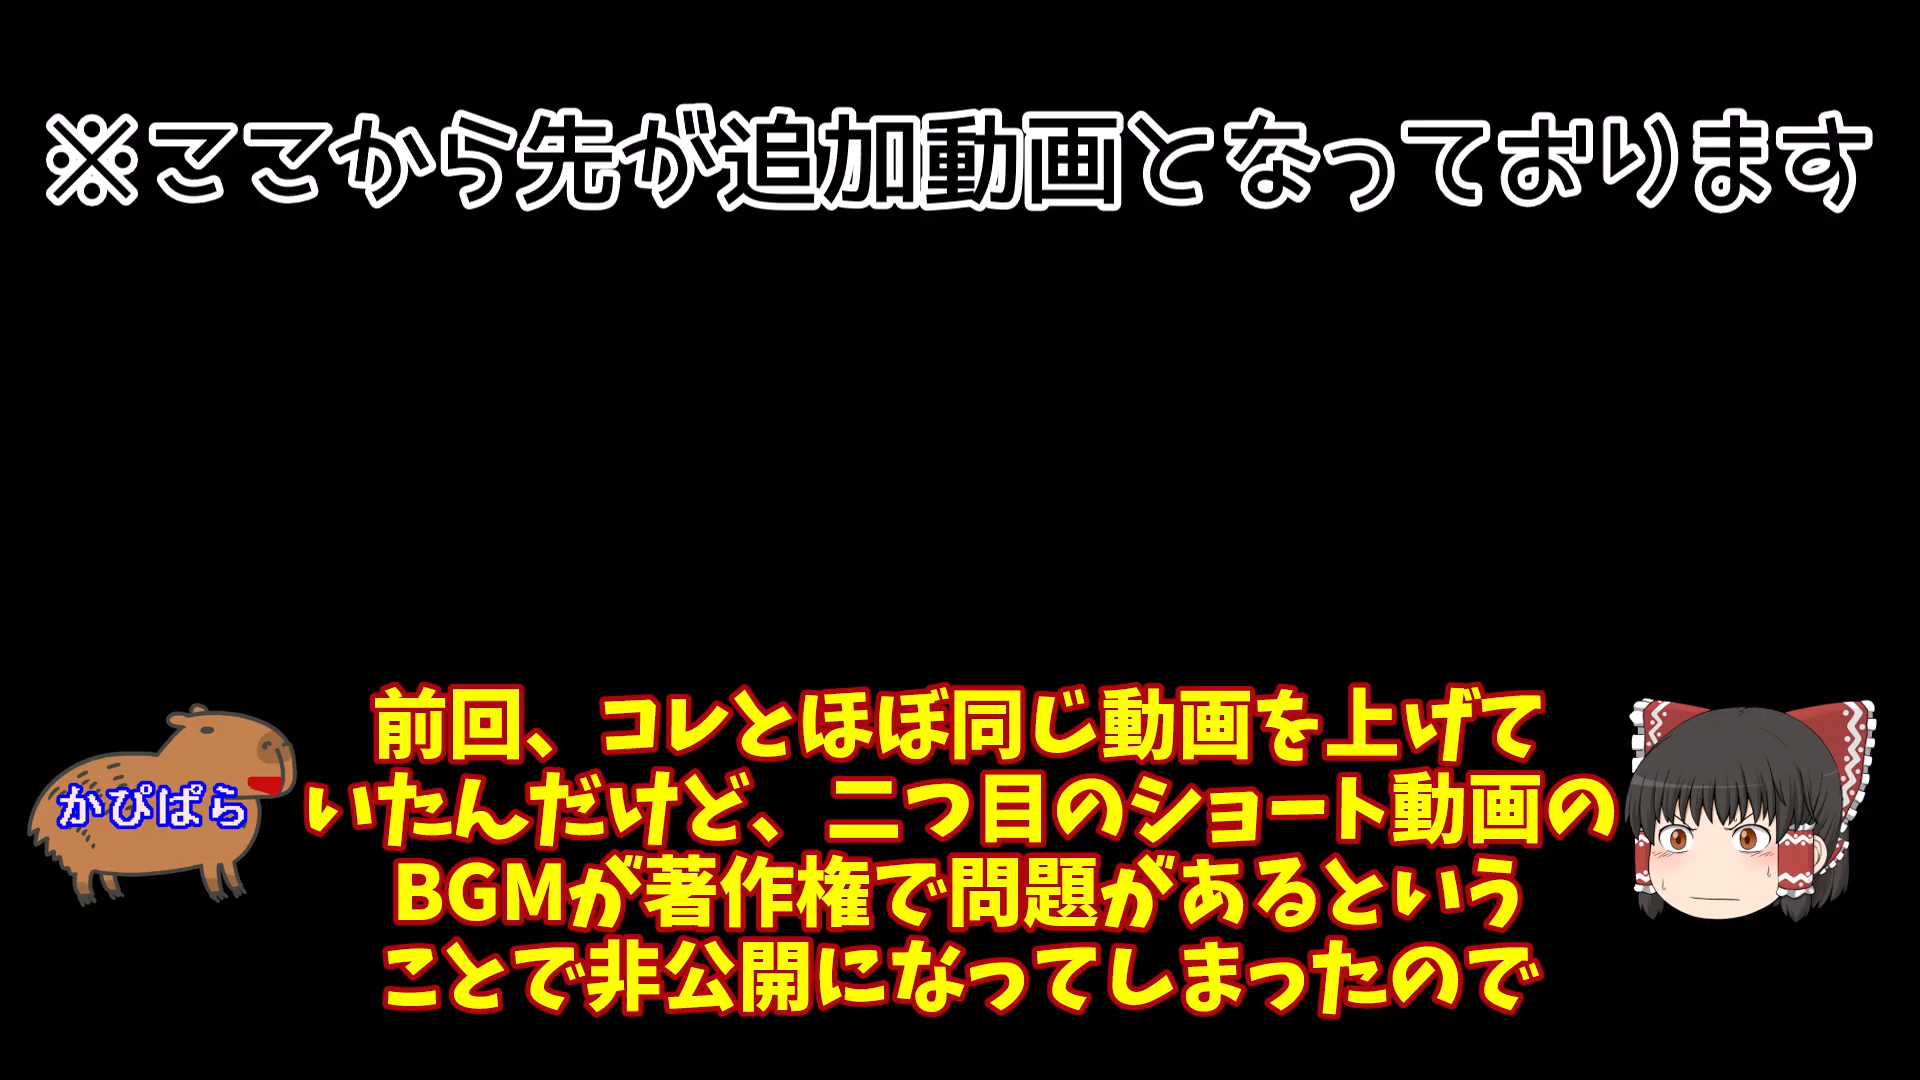 ※ここから先が追加動画となっております
前回、コレとほぼ同じ動画を上げて
いたんだけど、二つ目のショート動画の
BGMが著作権で問題があるという
ことで非公開になってしまったので
かぴぱら